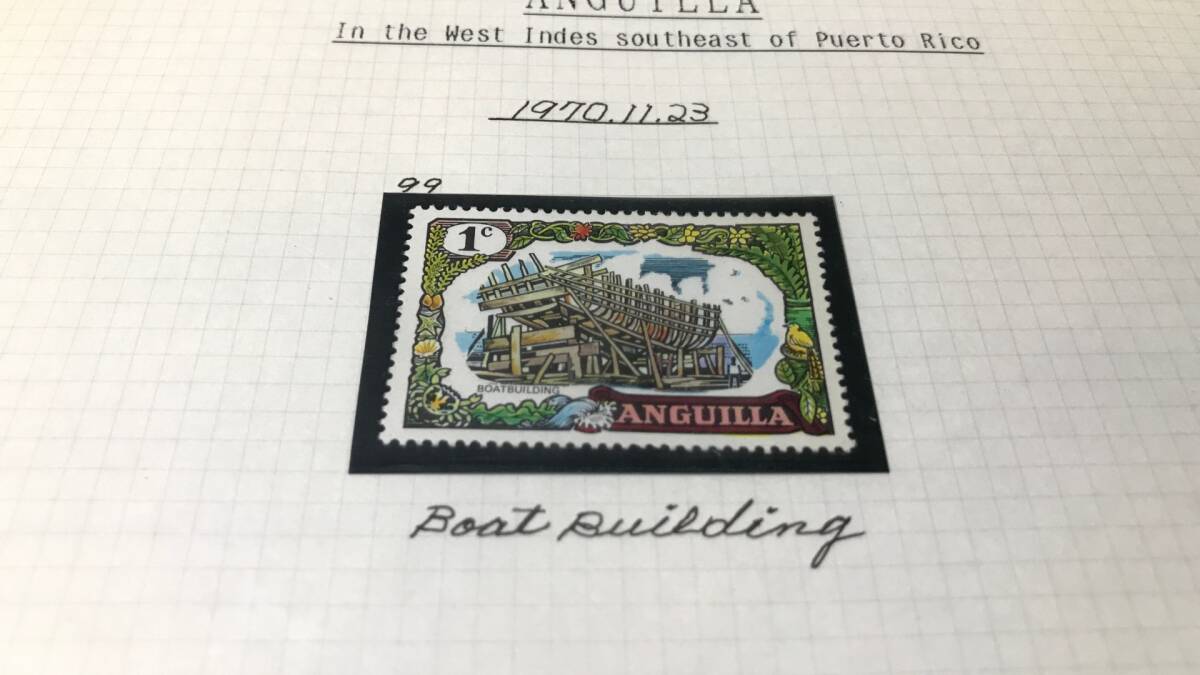 ANGUILLA
In the West Indes southeast of Puerto Rico
1970.11.23
99
1c
BOATBUILDING
ANGUILLA
Boat Building